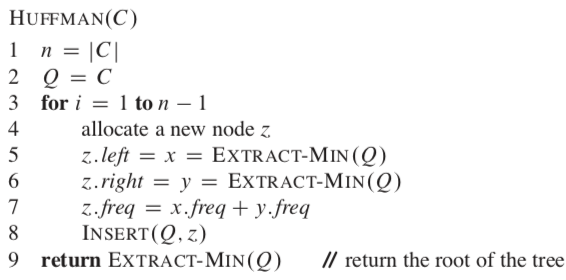 HUFFMAN(C)
1 n = |C|
2 Q = C
3 for i = 1 to n − 1
4 allocate a new node z
5 z.left = x = EXTRACT-MIN(Q)
6 z.right = y = EXTRACT-MIN(Q)
7 z.freq = x.freq + y.freq
8 INSERT(Q, z)
9 return EXTRACT-MIN(Q) // return the root of the tree